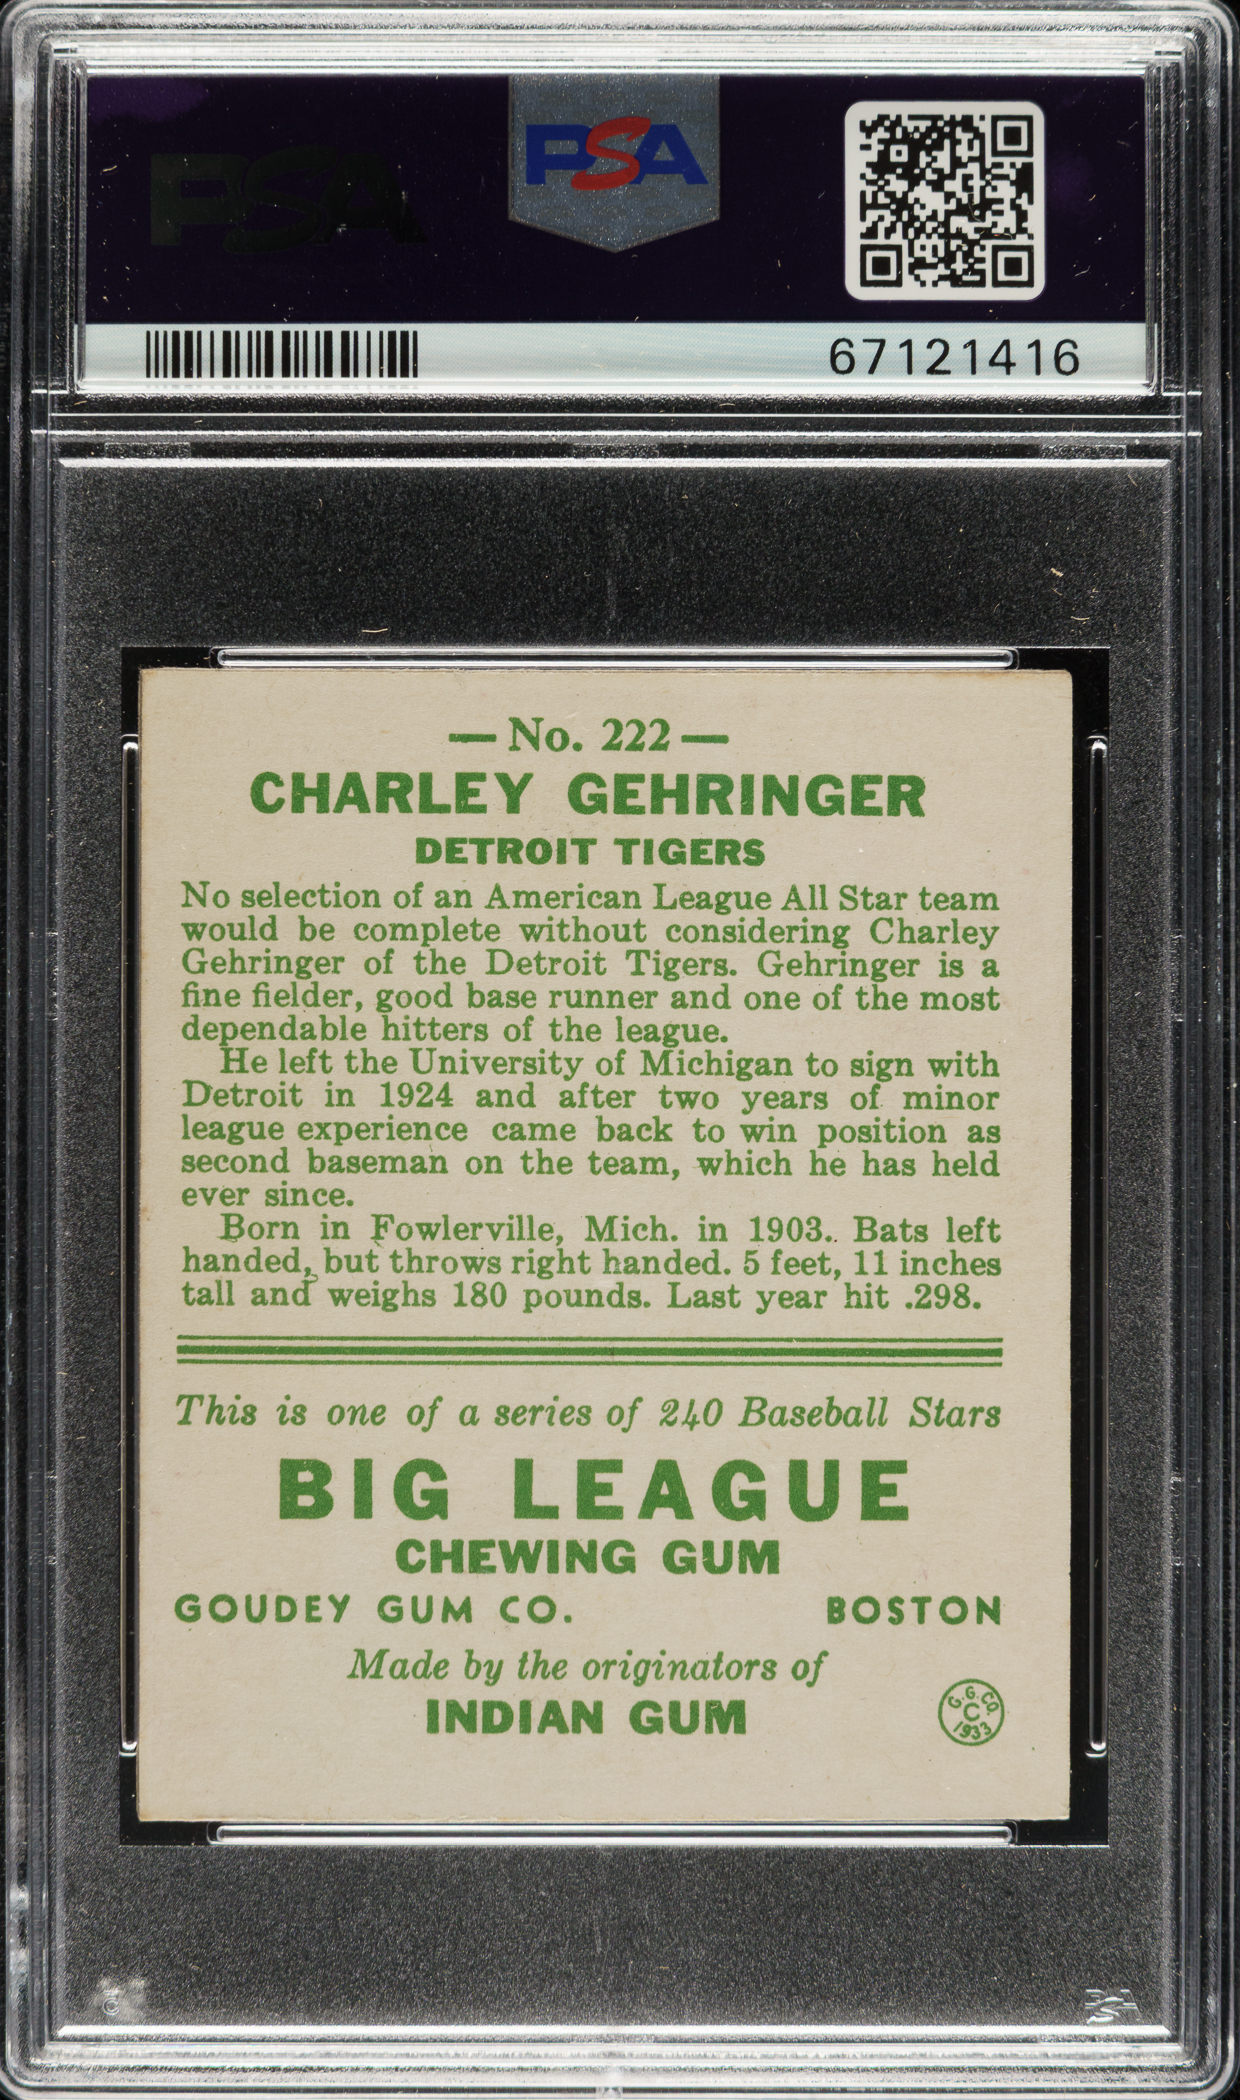 PSA
PSA
67121416
— No. 222 —
CHARLEY GEHRINGER
DETROIT TIGERS
No selection of an American League All Star team
would be complete without considering Charley
Gehringer of the Detroit Tigers. Gehringer is a
fine fielder, good base runner and one of the most
dependable hitters of the league.
He left the University of Michigan to sign with
Detroit in 1924 and after two years of minor
league experience came back to win position as
second baseman on the team, which he has held
ever since.
Born in Fowlerville, Mich. in 1903. Bats left
handed, but throws right handed. 5 feet, 11 inches
tall and weighs 180 pounds. Last year hit .298.
This is one of a series of 240 Baseball Stars
BIG LEAGUE
CHEWING GUM
GOUDEY GUM CO. BOSTON
Made by the originators of
INDIAN GUM
G.G.CO.
C.
1933
PSA